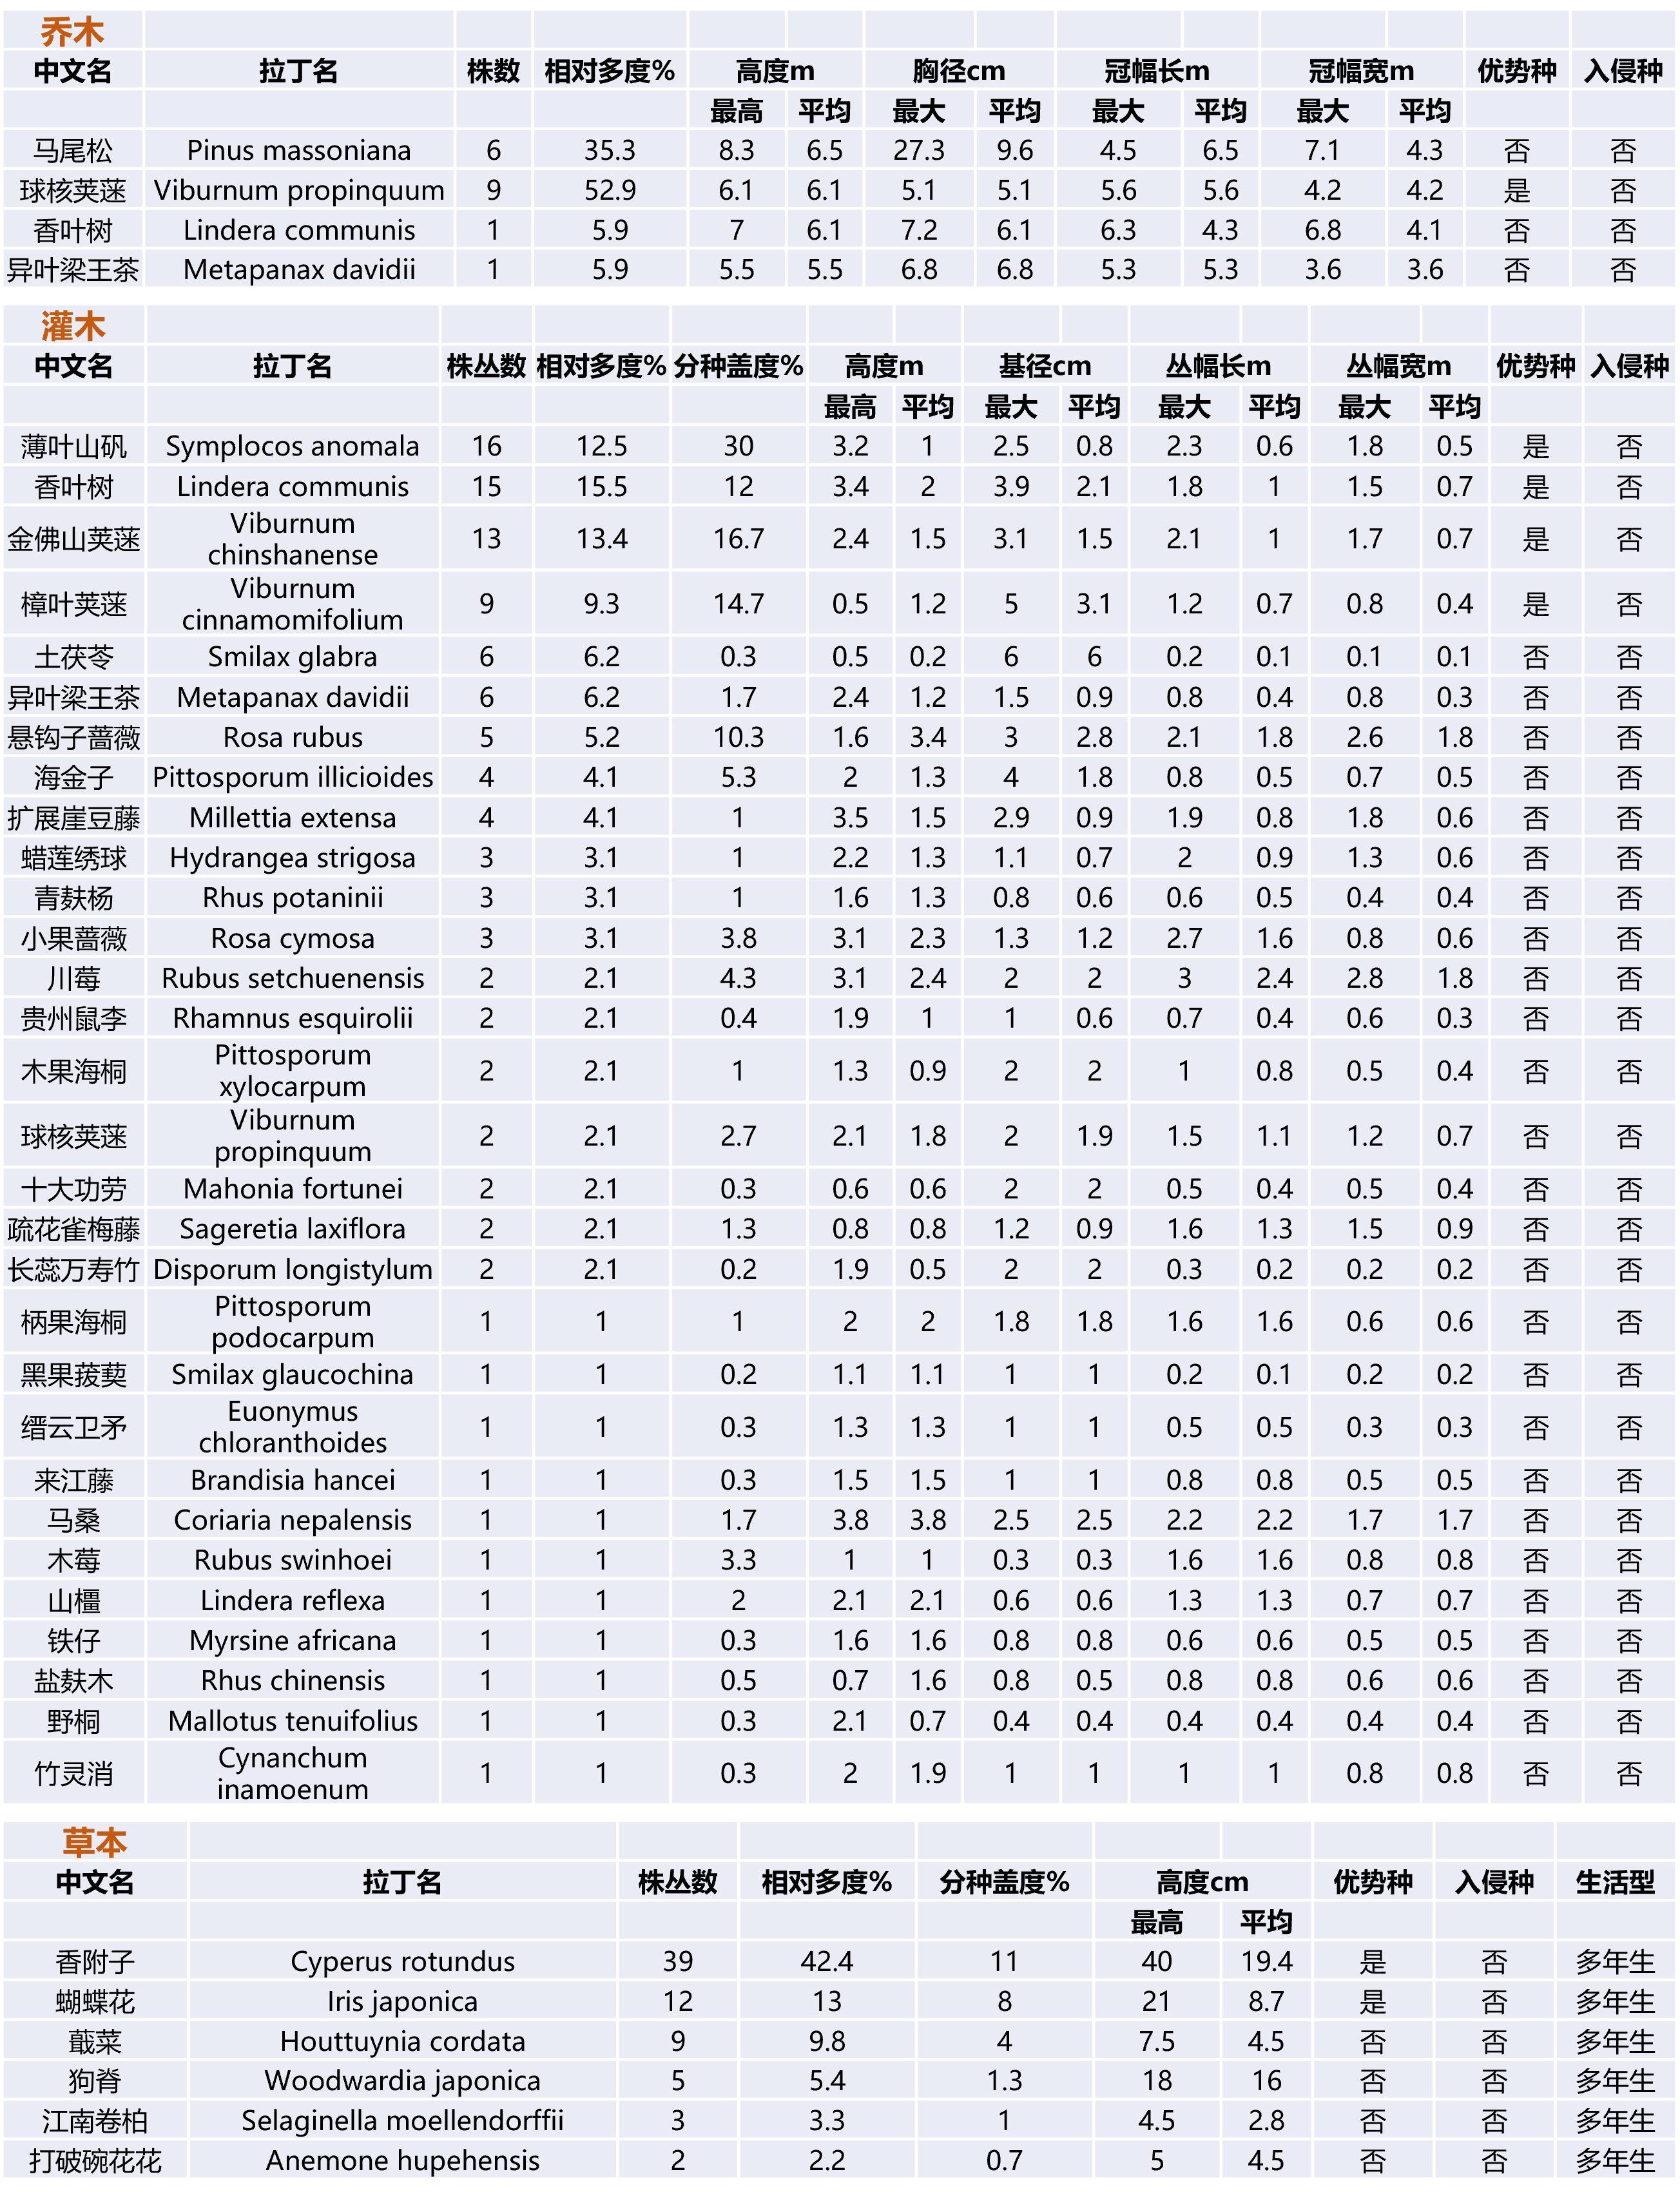 乔木
中文名 拉丁名 株数 相对多度% 高度m 胸径cm 冠幅长m 冠幅宽m 优势种 入侵种
最高 平均 最大 平均 最大 平均 最大 平均
马尾松 Pinus massoniana 6 35.3 8.3 6.5 27.3 9.6 4.5 6.5 7.1 4.3 否 否
球核荚蒾 Viburnum propinquum 9 52.9 6.1 6.1 5.1 5.1 5.6 5.6 4.2 4.2 是 否
香叶树 Lindera communis 1 5.9 7 6.1 7.2 6.1 6.3 4.3 6.8 4.1 否 否
异叶梁王茶 Metapanax davidii 1 5.9 5.5 5.5 6.8 6.8 5.3 5.3 3.6 3.6 否 否
灌木
中文名 拉丁名 株丛数 相对多度% 分种盖度% 高度m 基径cm 丛幅长m 丛幅宽m 优势种 入侵种
最高 平均 最大 平均 最大 平均 最大 平均
薄叶山矾 Symplocos anomala 16 12.5 30 3.2 1 2.5 0.8 2.3 0.6 1.8 0.5 是 否
香叶树 Lindera communis 15 15.5 12 3.4 2 3.9 2.1 1.8 1 1.5 0.7 是 否
金佛山荚蒾 Viburnum chinshanense 13 13.4 16.7 2.4 1.5 3.1 1.5 2.1 1 1.7 0.7 是 否
樟叶荚蒾 Viburnum cinnamomifolium 9 9.3 14.7 0.5 1.2 5 3.1 1.2 0.7 0.8 0.4 是 否
土茯苓 Smilax glabra 6 6.2 0.3 0.5 0.2 6 6 0.2 0.1 0.1 0.1 否 否
异叶梁王茶 Metapanax davidii 6 6.2 1.7 2.4 1.2 1.5 0.9 0.8 0.4 0.8 0.3 否 否
悬钩子蔷薇 Rosa rubus 5 5.2 10.3 1.6 3.4 3 2.8 2.1 1.8 2.6 1.8 否 否
海金子 Pittosporum illicioides 4 4.1 5.3 2 1.3 4 1.8 0.8 0.5 0.7 0.5 否 否
扩展崖豆藤 Millettia extensa 4 4.1 1 3.5 1.5 2.9 0.9 1.9 0.8 1.8 0.6 否 否
蜡莲绣球 Hydrangea strigosa 3 3.1 1 2.2 1.3 1.1 0.7 2 0.9 1.3 0.6 否 否
青麸杨 Rhus potaninii 3 3.1 1 1.6 1.3 0.8 0.6 0.6 0.5 0.4 0.4 否 否
小果蔷薇 Rosa cymosa 3 3.1 3.8 3.1 2.3 1.3 1.2 2.7 1.6 0.8 0.6 否 否
川莓 Rubus setchuenensis 2 2.1 4.3 3.1 2.4 2 2 3 2.4 2.8 1.8 否 否
贵州鼠李 Rhamnus esquirolii 2 2.1 0.4 1.9 1 1 0.6 0.7 0.4 0.6 0.3 否 否
木果海桐 Pittosporum xylocarpum 2 2.1 1 1.3 0.9 2 2 1 0.8 0.5 0.4 否 否
球核荚蒾 Viburnum propinquum 2 2.1 2.7 2.1 1.8 2 1.9 1.5 1.1 1.2 0.7 否 否
十大功劳 Mahonia fortunei 2 2.1 0.3 0.6 0.6 2 2 0.5 0.4 0.5 0.4 否 否
疏花雀梅藤 Sageretia laxiflora 2 2.1 1.3 0.8 0.8 1.2 0.9 1.6 1.3 1.5 0.9 否 否
长蕊万寿竹 Disporum longistylum 2 2.1 0.2 1.9 0.5 2 2 0.3 0.2 0.2 0.2 否 否
柄果海桐 Pittosporum podocarpum 1 1 1 2 2 1.8 1.8 1.6 1.6 0.6 0.6 否 否
黑果菝葜 Smilax glaucochina 1 1 0.2 1.1 1.1 1 1 0.2 0.1 0.2 0.2 否 否
缙云卫矛 Euonymus chloranthoides 1 1 0.3 1.3 1.3 1 1 0.5 0.5 0.3 0.3 否 否
来江藤 Brandisia hancei 1 1 0.3 1.5 1.5 1 1 0.8 0.8 0.5 0.5 否 否
马桑 Coriaria nepalensis 1 1 1.7 3.8 3.8 2.5 2.5 2.2 2.2 1.7 1.7 否 否
木莓 Rubus swinhoei 1 1 3.3 1 1 0.3 0.3 1.6 1.6 0.8 0.8 否 否
山橿 Lindera reflexa 1 1 2 2.1 2.1 0.6 0.6 1.3 1.3 0.7 0.7 否 否
铁仔 Myrsine africana 1 1 0.3 1.6 1.6 0.8 0.8 0.6 0.6 0.5 0.5 否 否
盐麸木 Rhus chinensis 1 1 0.5 0.7 1.6 0.8 0.5 0.8 0.8 0.6 0.6 否 否
野桐 Mallotus tenuifolius 1 1 0.3 2.1 0.7 0.4 0.4 0.4 0.4 0.4 0.4 否 否
竹灵消 Cynanchum inamoenum 1 1 0.3 2 1.9 1 1 1 1 0.8 0.8 否 否
草本
中文名 拉丁名 株丛数 相对多度% 分种盖度% 高度cm 优势种 入侵种 生活型
最高 平均
香附子 Cyperus rotundus 39 42.4 11 40 19.4 是 否 多年生
蝴蝶花 Iris japonica 12 13 8 21 8.7 是 否 多年生
蕺菜 Houttuynia cordata 9 9.8 4 7.5 4.5 否 否 多年生
狗脊 Woodwardia japonica 5 5.4 1.3 18 16 否 否 多年生
江南卷柏 Selaginella moellendorffii 3 3.3 1 4.5 2.8 否 否 多年生
打破碗花花 Anemone hupehensis 2 2.2 0.7 5 4.5 否 否 多年生